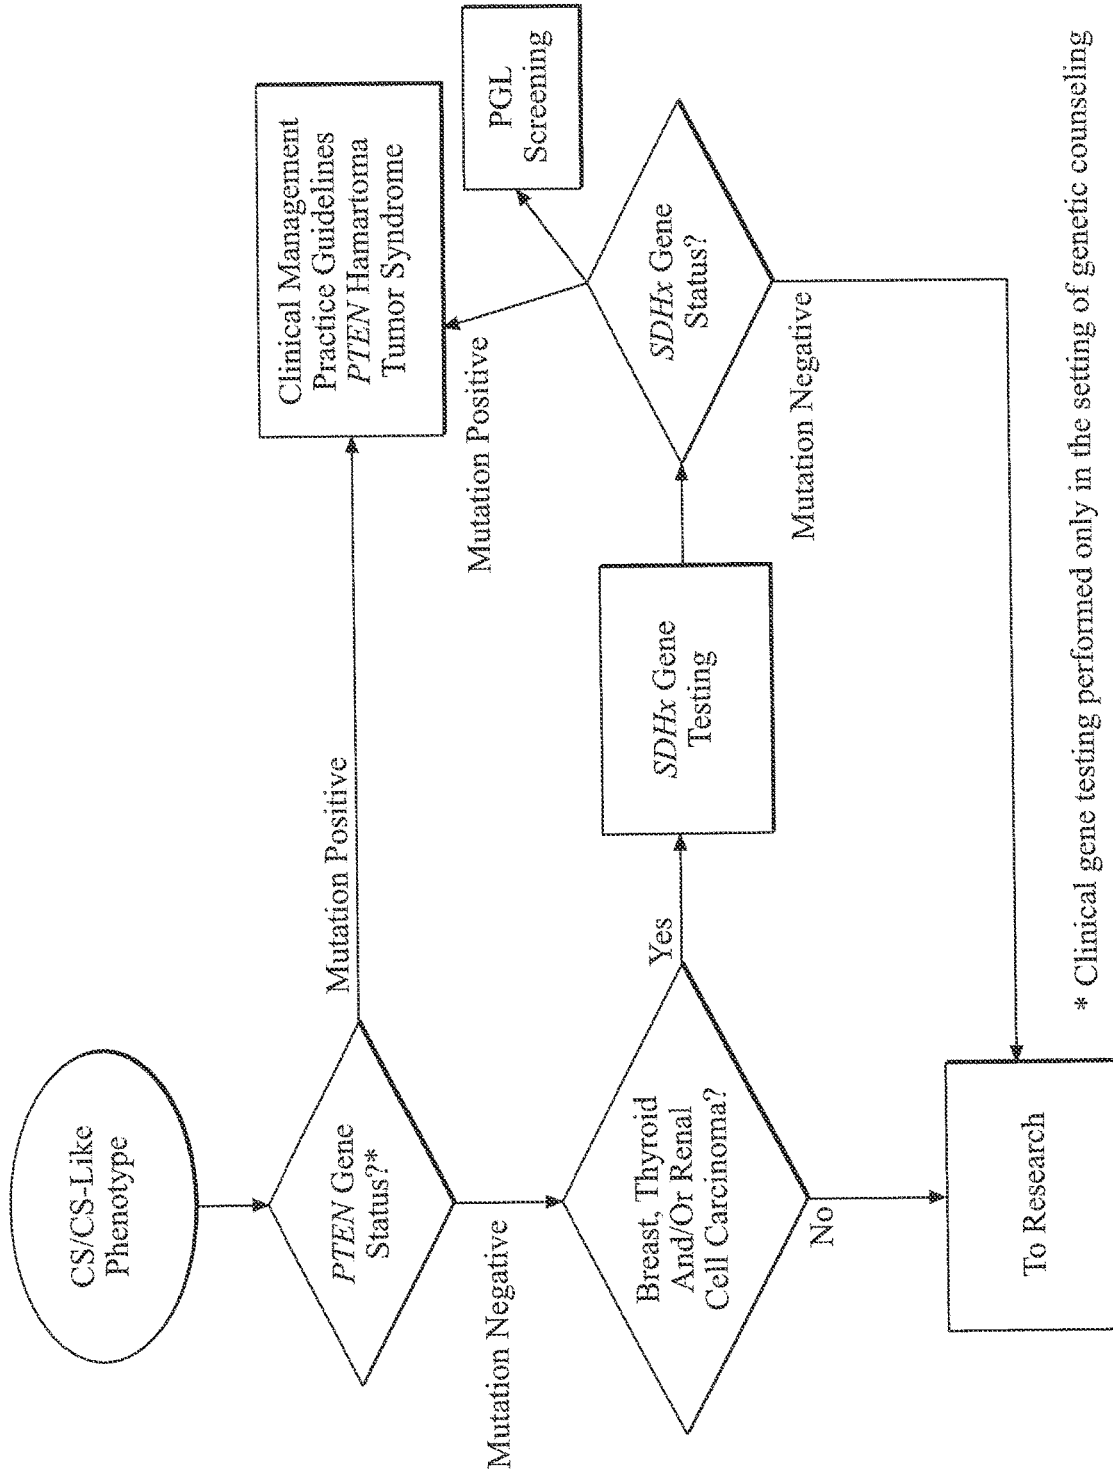 CS/CS-Like
Phenotype
PTEN Gene
Status?*
Mutation Positive
Clinical Management
Practice Guidelines
PTEN Hamartoma
Tumor Syndrome
Mutation Negative
Breast, Thyroid
And/Or Renal
Cell Carcinoma?
Yes
SDHx Gene
Testing
SDHx Gene
Status?
Mutation Positive
PGL
Screening
Mutation Negative
No
To Research
* Clinical gene testing performed only in the setting of genetic counseling